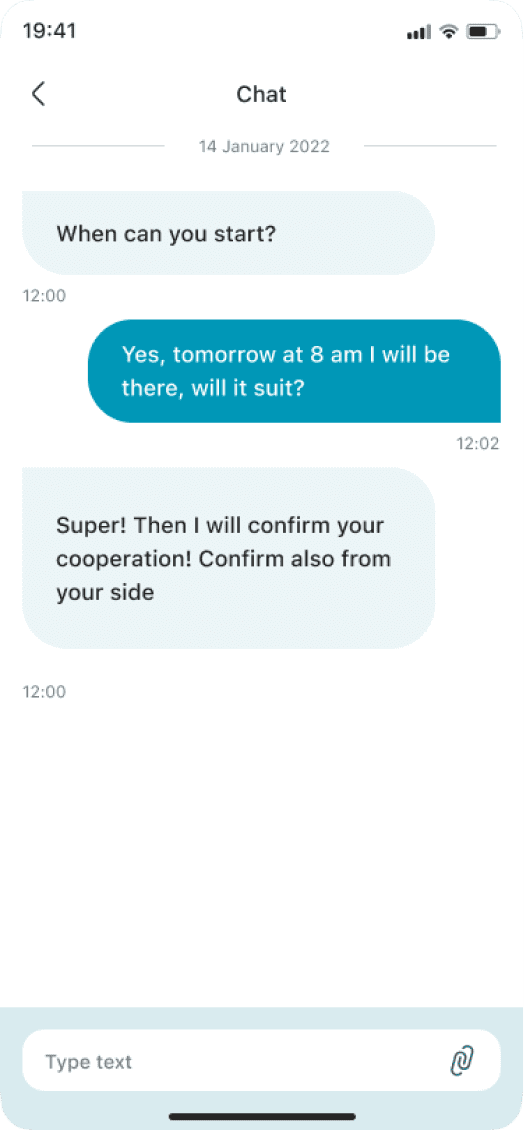 19:41
Chat
14 January 2022
When can you start?
12:00
Yes, tomorrow at 8 am I will be
there, will it suit?
12:02
Super! Then I will confirm your
cooperation! Confirm also from
your side
12:00
Type text